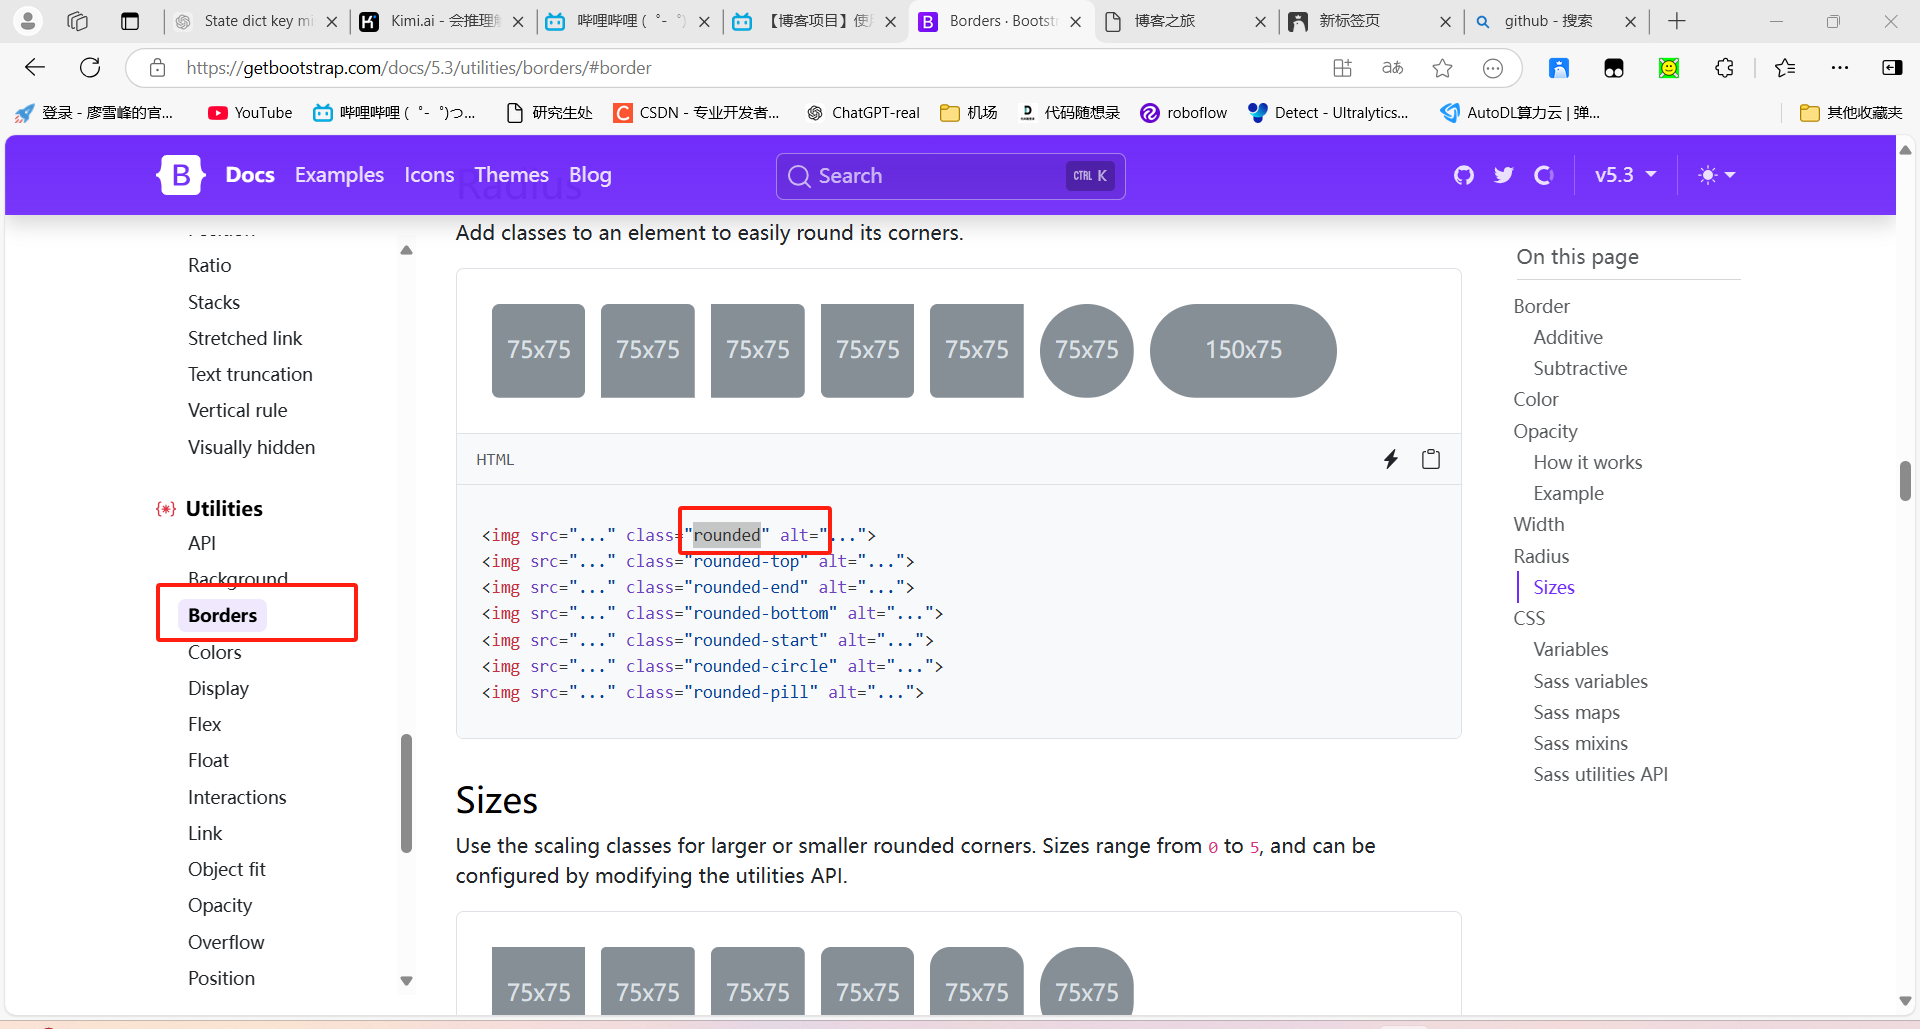 State dict key mi
Kimi.ai - 会推理解
哔哩哔哩 ( ゜- ゜)
【博客项目】使用
Borders · Bootstr
博客之旅
新标签页
github - 搜索
https://getbootstrap.com/docs/5.3/utilities/borders/#border
登录 - 廖雪峰的官...
YouTube
哔哩哔哩 ( ゜- ゜)つ...
研究生处
CSDN - 专业开发者...
ChatGPT-real
机场
代码随想录
roboflow
Detect - Ultralytics...
AutoDL算力云 | 弹...
其他收藏夹
B
Docs
Examples
Icons
Themes
Blog
Search
CTRL K
v5.3
Radius
Position
Ratio
Stacks
Stretched link
Text truncation
Vertical rule
Visually hidden
Utilities
API
Background
Borders
Colors
Display
Flex
Float
Interactions
Link
Object fit
Opacity
Overflow
Position
Add classes to an element to easily round its corners.
75x75 75x75 75x75 75x75 75x75 75x75 150x75
HTML
<img src="..." class="rounded" alt="...">
<img src="..." class="rounded-top" alt="...">
<img src="..." class="rounded-end" alt="...">
<img src="..." class="rounded-bottom" alt="...">
<img src="..." class="rounded-start" alt="...">
<img src="..." class="rounded-circle" alt="...">
<img src="..." class="rounded-pill" alt="...">
Sizes
Use the scaling classes for larger or smaller rounded corners. Sizes range from 0 to 5, and can be
configured by modifying the utilities API.
75x75 75x75 75x75 75x75 75x75 75x75
On this page
Border
Additive
Subtractive
Color
Opacity
How it works
Example
Width
Radius
Sizes
CSS
Variables
Sass variables
Sass maps
Sass mixins
Sass utilities API